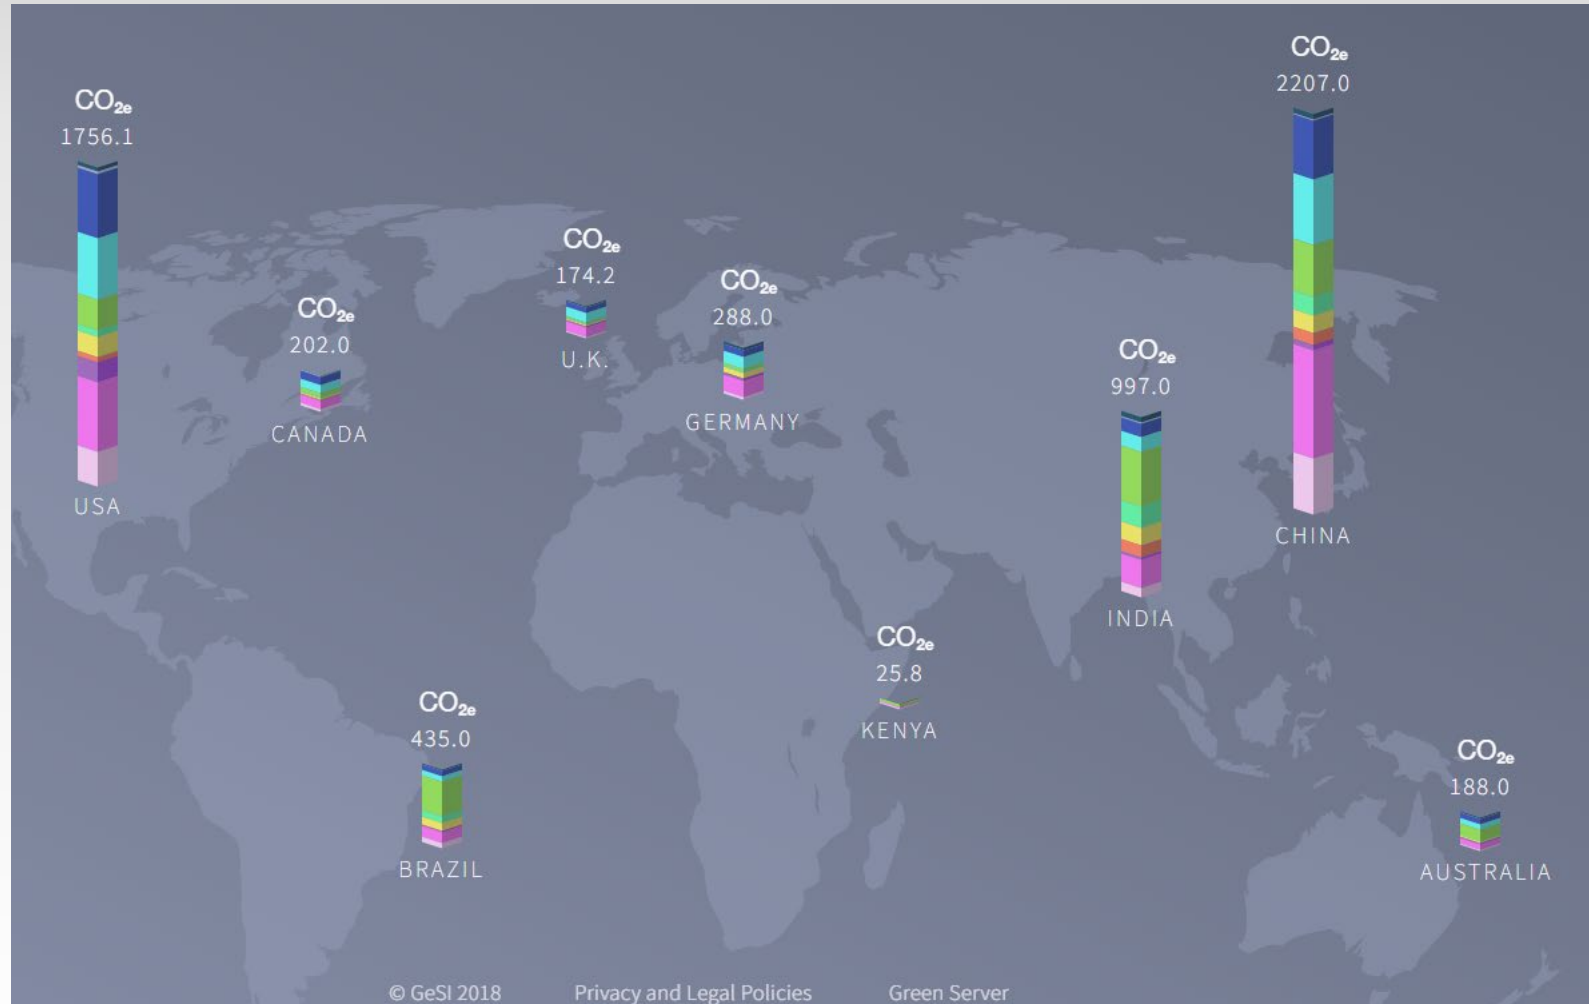 CO2e
2207.0
CO2e
1756.1
CO2e
174.2
CO2e
288.0
CO2e
202.0
CO2e
997.0
U.K.
GERMANY
CANADA
USA
CHINA
INDIA
CO2e
25.8
KENYA
CO2e
435.0
CO2e
188.0
BRAZIL
AUSTRALIA
© GeSI 2018 Privacy and Legal Policies Green Server